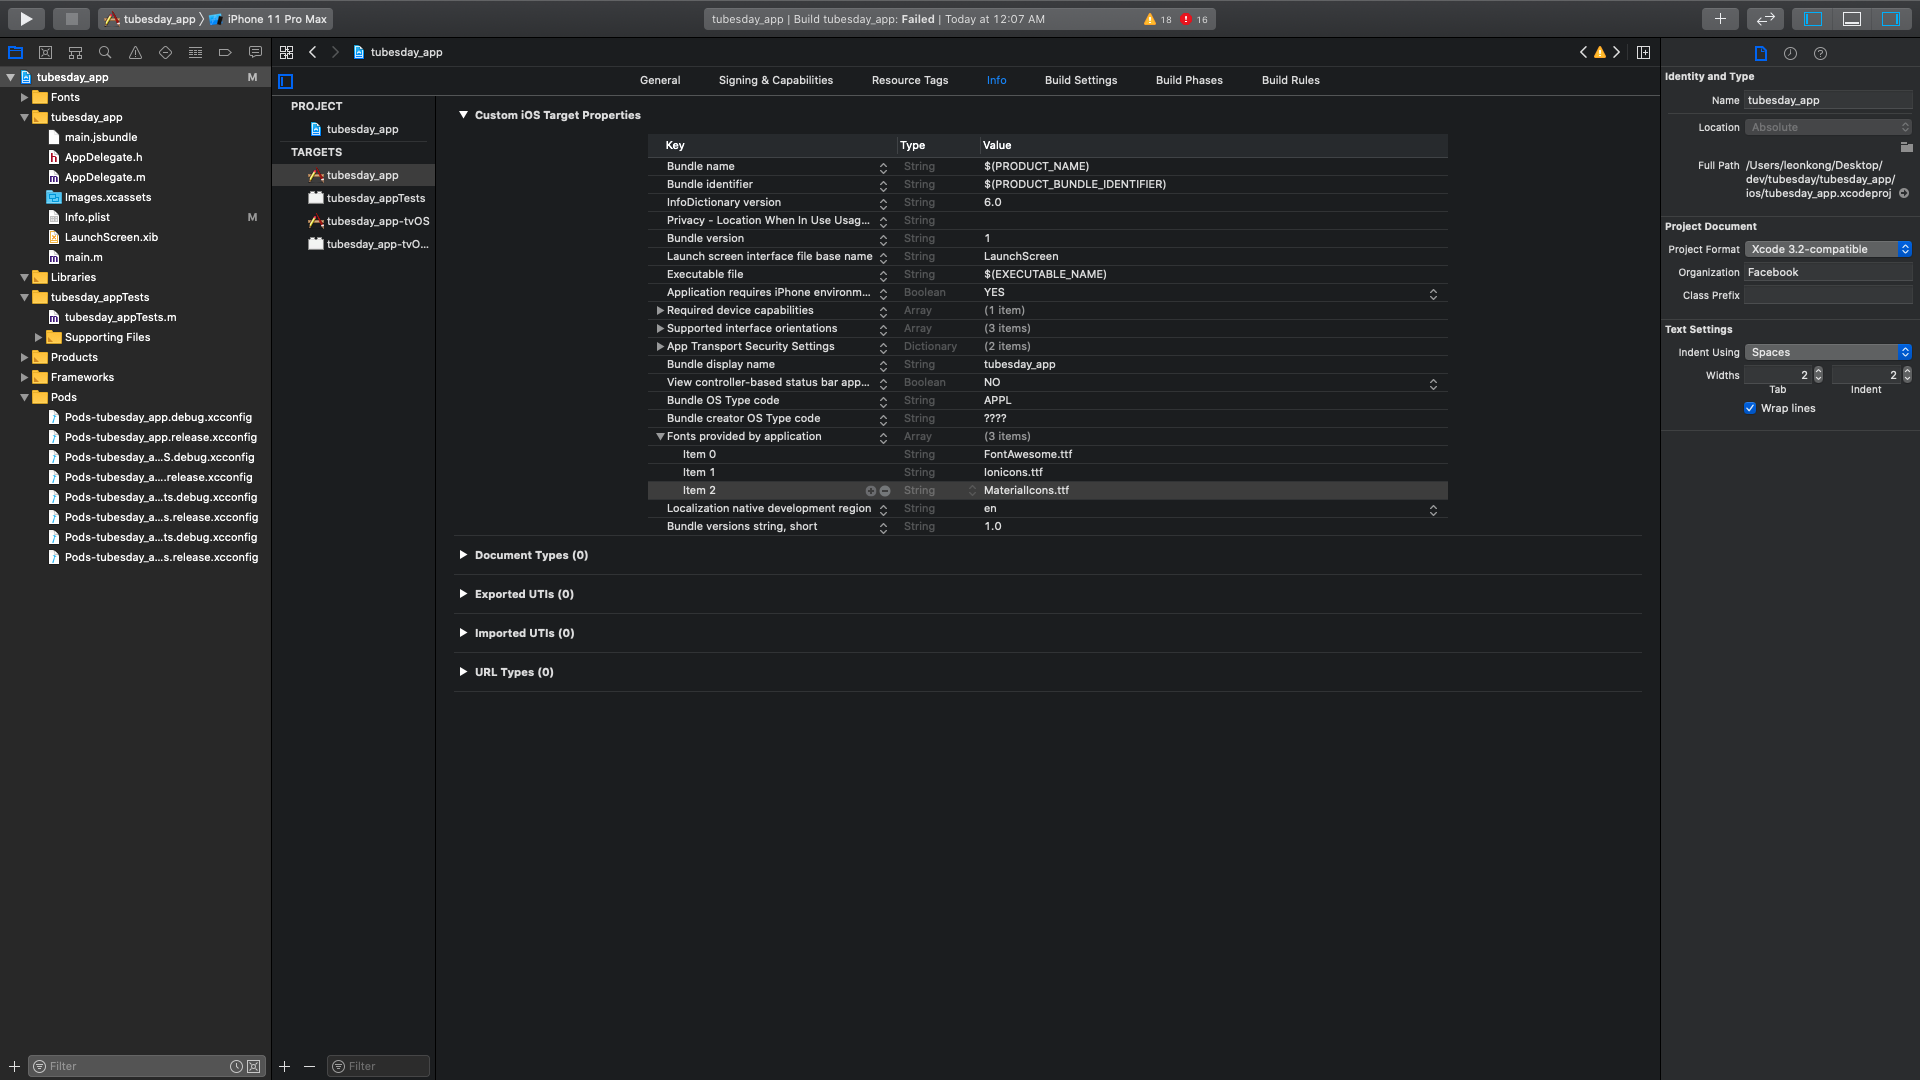 tubesday_app 〉 iPhone 11 Pro Max
tubesday_app | Build tubesday_app: Failed | Today at 12:07 AM
18
16
tubesday_app
M
Fonts
tubesday_app
main.jsbundle
AppDelegate.h
AppDelegate.m
Images.xcassets
Info.plist
M
LaunchScreen.xib
main.m
Libraries
tubesday_appTests
tubesday_appTests.m
Supporting Files
Products
Frameworks
Pods
Pods-tubesday_app.debug.xcconfig
Pods-tubesday_app.release.xcconfig
Pods-tubesday_a...S.debug.xcconfig
Pods-tubesday_a....release.xcconfig
Pods-tubesday_a...ts.debug.xcconfig
Pods-tubesday_a...s.release.xcconfig
Pods-tubesday_a...ts.debug.xcconfig
Pods-tubesday_a...s.release.xcconfig
Filter
tubesday_app
General Signing & Capabilities Resource Tags Info Build Settings Build Phases Build Rules
PROJECT
tubesday_app
TARGETS
tubesday_app
tubesday_appTests
tubesday_app-tvOS
tubesday_app-tvO...
Filter
Custom iOS Target Properties
Key Type Value
Bundle name String $(PRODUCT_NAME)
Bundle identifier String $(PRODUCT_BUNDLE_IDENTIFIER)
InfoDictionary version String 6.0
Privacy - Location When In Use Usag... String
Bundle version String 1
Launch screen interface file base name String LaunchScreen
Executable file String $(EXECUTABLE_NAME)
Application requires iPhone environm... Boolean YES
Required device capabilities Array (1 item)
Supported interface orientations Array (3 items)
App Transport Security Settings Dictionary (2 items)
Bundle display name String tubesday_app
View controller-based status bar app... Boolean NO
Bundle OS Type code String APPL
Bundle creator OS Type code String ????
Fonts provided by application Array (3 items)
Item 0 String FontAwesome.ttf
Item 1 String Ionicons.ttf
Item 2 String MaterialIcons.ttf
Localization native development region String en
Bundle versions string, short String 1.0
Document Types (0)
Exported UTIs (0)
Imported UTIs (0)
URL Types (0)
Identity and Type
Name tubesday_app
Location Absolute
Full Path /Users/leonkong/Desktop/
dev/tubesday/tubesday_app/
ios/tubesday_app.xcodeproj
Project Document
Project Format Xcode 3.2-compatible
Organization Facebook
Class Prefix
Text Settings
Indent Using Spaces
Widths 2 2
Tab Indent
Wrap lines